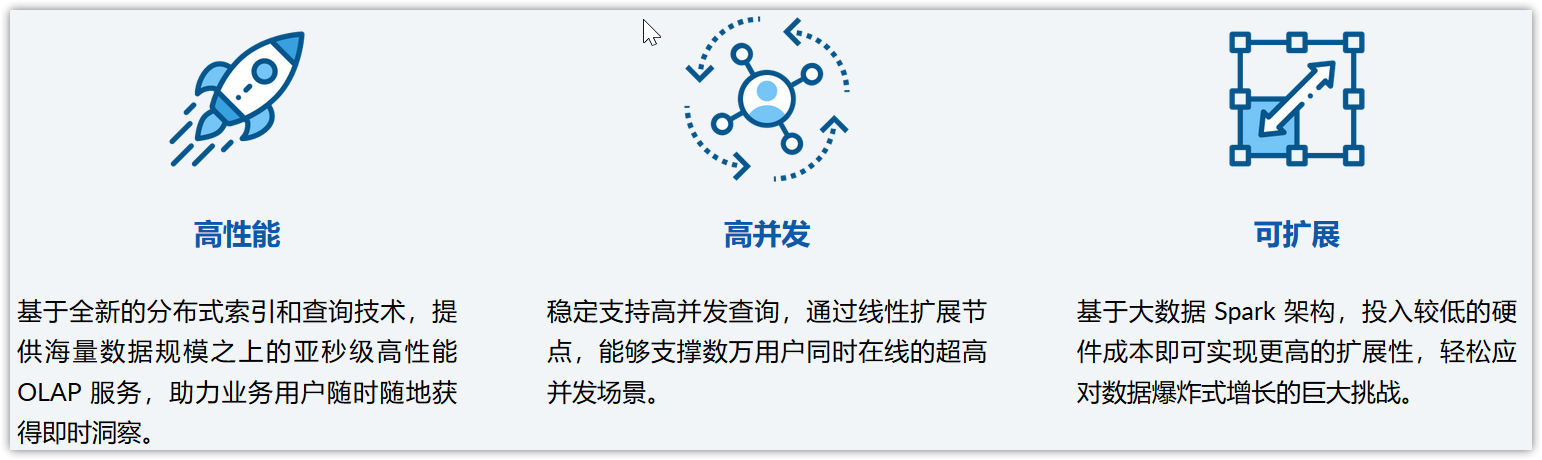 高性能
基于全新的分布式索引和查询技术，提
供海量数据规模之上的亚秒级高性能
OLAP 服务，助力业务用户随时随地获
得即时洞察。
高并发
稳定支持高并发查询，通过线性扩展节
点，能够支撑数万用户同时在线的超高
并发场景。
可扩展
基于大数据 Spark 架构，投入较低的硬
件成本即可实现更高的扩展性，轻松应
对数据爆炸式增长的巨大挑战。